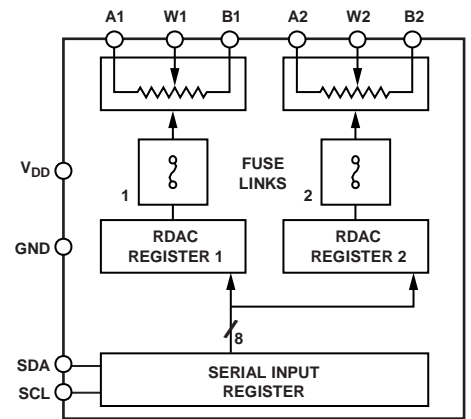 A1 W1 B1 A2 W2 B2
V_DD
FUSE
LINKS
1
2
GND
RDAC
REGISTER 1
RDAC
REGISTER 2
8
SDA
SCL
SERIAL INPUT
REGISTER